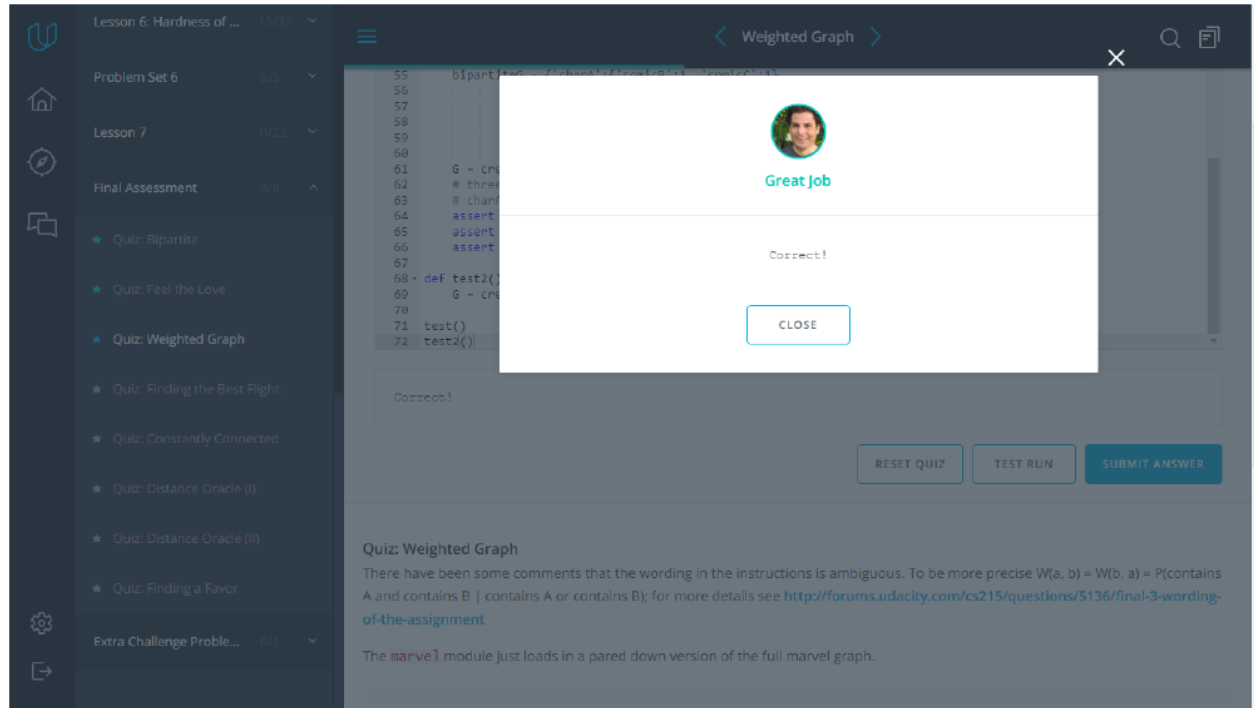 Lesson 6: Hardness of ... 15/32
Problem Set 6 5/5
Lesson 7 0/22
Final Assessment 3/8
Quiz: Bipartite
Quiz: Feel the Love
Quiz: Weighted Graph
Quiz: Finding the Best Flight
Quiz: Constantly Connected
Quiz: Distance Oracle (I)
Quiz: Distance Oracle (II)
Quiz: Finding a Favor
Extra Challenge Proble... 0/1
Weighted Graph
55 bipartiteG = {'charA':{'comicB':1, 'comicC':1}
56
57
58
59
60
61 G = cre
62 # three
63 # charA
64 assert
65 assert
66 assert
67
68 def test2()
69 G = cre
70
71 test()
72 test2()
Great Job
Correct!
CLOSE
Correct!
RESET QUIZ
TEST RUN
SUBMIT ANSWER
Quiz: Weighted Graph
There have been some comments that the wording in the instructions is ambiguous. To be more precise W(a, b) = W(b, a) = P(contains
A and contains B | contains A or contains B); for more details see http://forums.udacity.com/cs215/questions/5136/final-3-wording-
of-the-assignment
The marvel module just loads in a pared down version of the full marvel graph.